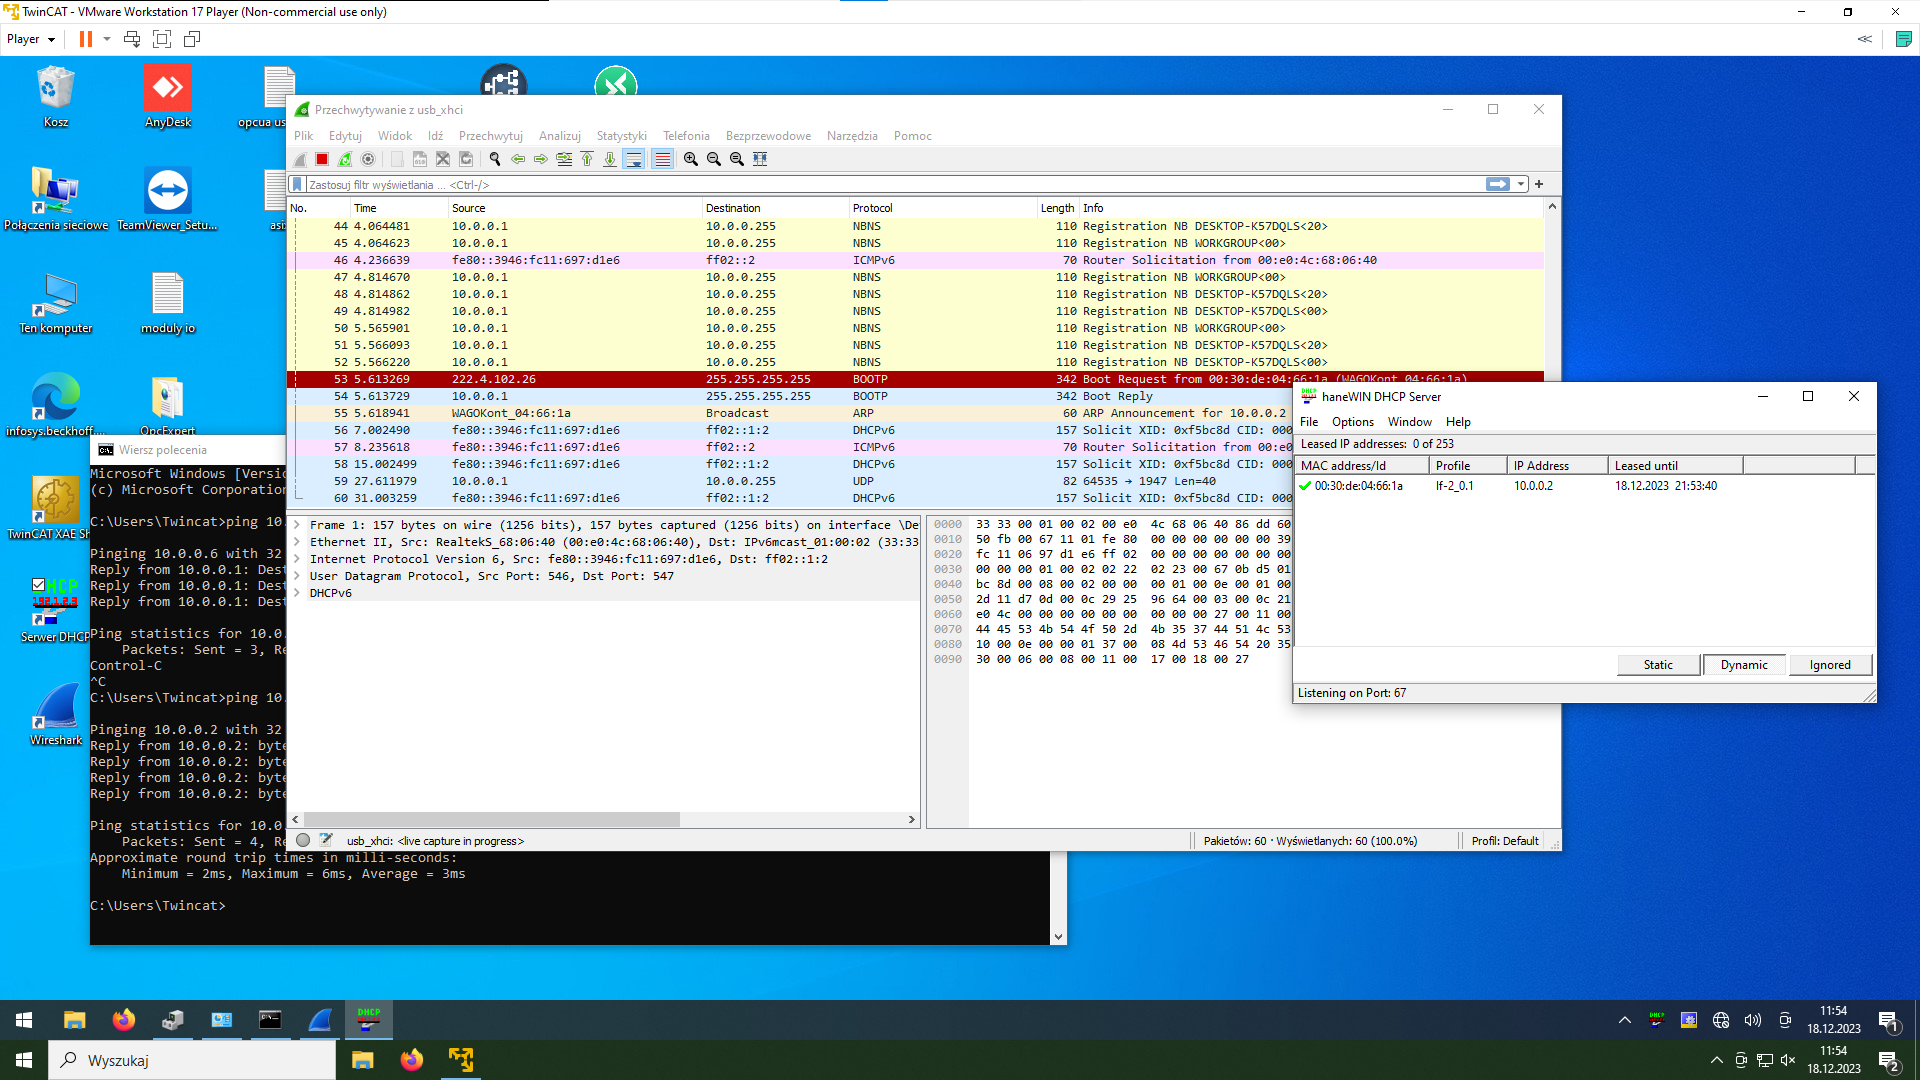 TwinCAT - VMware Workstation 17 Player (Non-commercial use only)
Player
Kosz
AnyDesk
opcua us
Połączenia sieciowe
TeamViewer_Setu...
asix
Ten komputer
moduly io
infosys.beckhoff....
OpcExpert
TwinCAT XAE Sh
DHCP
192.1.2.3
Serwer DHCP
Wireshark
Przechwytywanie z usb_xhci
Plik Edytuj Widok Idź Przechwytuj Analizuj Statystyki Telefonia Bezprzewodowe Narzędzia Pomoc
Zastosuj filtr wyświetlania ... <Ctrl-/>
No. Time Source Destination Protocol Length Info
44 4.064481 10.0.0.1 10.0.0.255 NBNS 110 Registration NB DESKTOP-K57DQLS<20>
45 4.064623 10.0.0.1 10.0.0.255 NBNS 110 Registration NB WORKGROUP<00>
46 4.236639 fe80::3946:fc11:697:d1e6 ff02::2 ICMPv6 70 Router Solicitation from 00:e0:4c:68:06:40
47 4.814670 10.0.0.1 10.0.0.255 NBNS 110 Registration NB WORKGROUP<00>
48 4.814862 10.0.0.1 10.0.0.255 NBNS 110 Registration NB DESKTOP-K57DQLS<20>
49 4.814982 10.0.0.1 10.0.0.255 NBNS 110 Registration NB DESKTOP-K57DQLS<00>
50 5.565901 10.0.0.1 10.0.0.255 NBNS 110 Registration NB WORKGROUP<00>
51 5.566093 10.0.0.1 10.0.0.255 NBNS 110 Registration NB DESKTOP-K57DQLS<20>
52 5.566220 10.0.0.1 10.0.0.255 NBNS 110 Registration NB DESKTOP-K57DQLS<00>
53 5.613269 222.4.102.26 255.255.255.255 BOOTP 342 Boot Request from 00:30:de:04:66:1a (WAGOKont_04:66:1a)
54 5.613729 10.0.0.1 255.255.255.255 BOOTP 342 Boot Reply
55 5.618941 WAGOKont_04:66:1a Broadcast ARP 60 ARP Announcement for 10.0.0.2
56 7.002490 fe80::3946:fc11:697:d1e6 ff02::1:2 DHCPv6 157 Solicit XID: 0xf5bc8d CID: 000
57 8.235618 fe80::3946:fc11:697:d1e6 ff02::2 ICMPv6 70 Router Solicitation from 00:e0
58 15.002499 fe80::3946:fc11:697:d1e6 ff02::1:2 DHCPv6 157 Solicit XID: 0xf5bc8d CID: 000
59 27.611979 10.0.0.1 10.0.0.255 UDP 82 64535 → 1947 Len=40
60 31.003259 fe80::3946:fc11:697:d1e6 ff02::1:2 DHCPv6 157 Solicit XID: 0xf5bc8d CID: 000
Frame 1: 157 bytes on wire (1256 bits), 157 bytes captured (1256 bits) on interface \De
Ethernet II, Src: RealtekS_68:06:40 (00:e0:4c:68:06:40), Dst: IPv6mcast_01:00:02 (33:33
Internet Protocol Version 6, Src: fe80::3946:fc11:697:d1e6, Dst: ff02::1:2
User Datagram Protocol, Src Port: 546, Dst Port: 547
DHCPv6
0000 33 33 00 01 00 02 00 e0 4c 68 06 40 86 dd 60
0010 50 fb 00 67 11 01 fe 80 00 00 00 00 00 00 39
0020 fc 11 06 97 d1 e6 ff 02 00 00 00 00 00 00 00
0030 00 00 00 01 00 02 02 22 02 23 00 67 0b d5 01
0040 bc 8d 00 08 00 02 00 00 00 01 00 0e 00 01 00
0050 2d 11 d7 0d 00 0c 29 25 96 64 00 03 00 0c 21
0060 e0 4c 00 00 00 00 00 00 00 00 00 27 00 11 00
0070 44 45 53 4b 54 4f 50 2d 4b 35 37 44 51 4c 53
0080 10 00 0e 00 00 01 37 00 08 4d 53 46 54 20 35
0090 30 00 06 00 08 00 11 00 17 00 18 00 27
usb_xhci: <live capture in progress>
Pakietów: 60 · Wyświetlanych: 60 (100.0%)
Profil: Default
haneWIN DHCP Server
File Options Window Help
Leased IP addresses: 0 of 253
MAC address/Id Profile IP Address Leased until
00:30:de:04:66:1a If-2_0.1 10.0.0.2 18.12.2023 21:53:40
Static Dynamic Ignored
Listening on Port: 67
Wiersz polecenia
Microsoft Windows [Versi
(c) Microsoft Corporation
C:\Users\Twincat>ping 10.
Pinging 10.0.0.6 with 32
Reply from 10.0.0.1: Dest
Reply from 10.0.0.1: Dest
Reply from 10.0.0.1: Dest
Ping statistics for 10.0.
Packets: Sent = 3, Re
Control-C
^C
C:\Users\Twincat>ping 10.
Pinging 10.0.0.2 with 32
Reply from 10.0.0.2: byte
Reply from 10.0.0.2: byte
Reply from 10.0.0.2: byte
Reply from 10.0.0.2: byte
Ping statistics for 10.0.
Packets: Sent = 4, Re
Approximate round trip times in milli-seconds:
Minimum = 2ms, Maximum = 6ms, Average = 3ms
C:\Users\Twincat>
DHCP
11:54
18.12.2023
1
Wyszukaj
11:54
18.12.2023
2